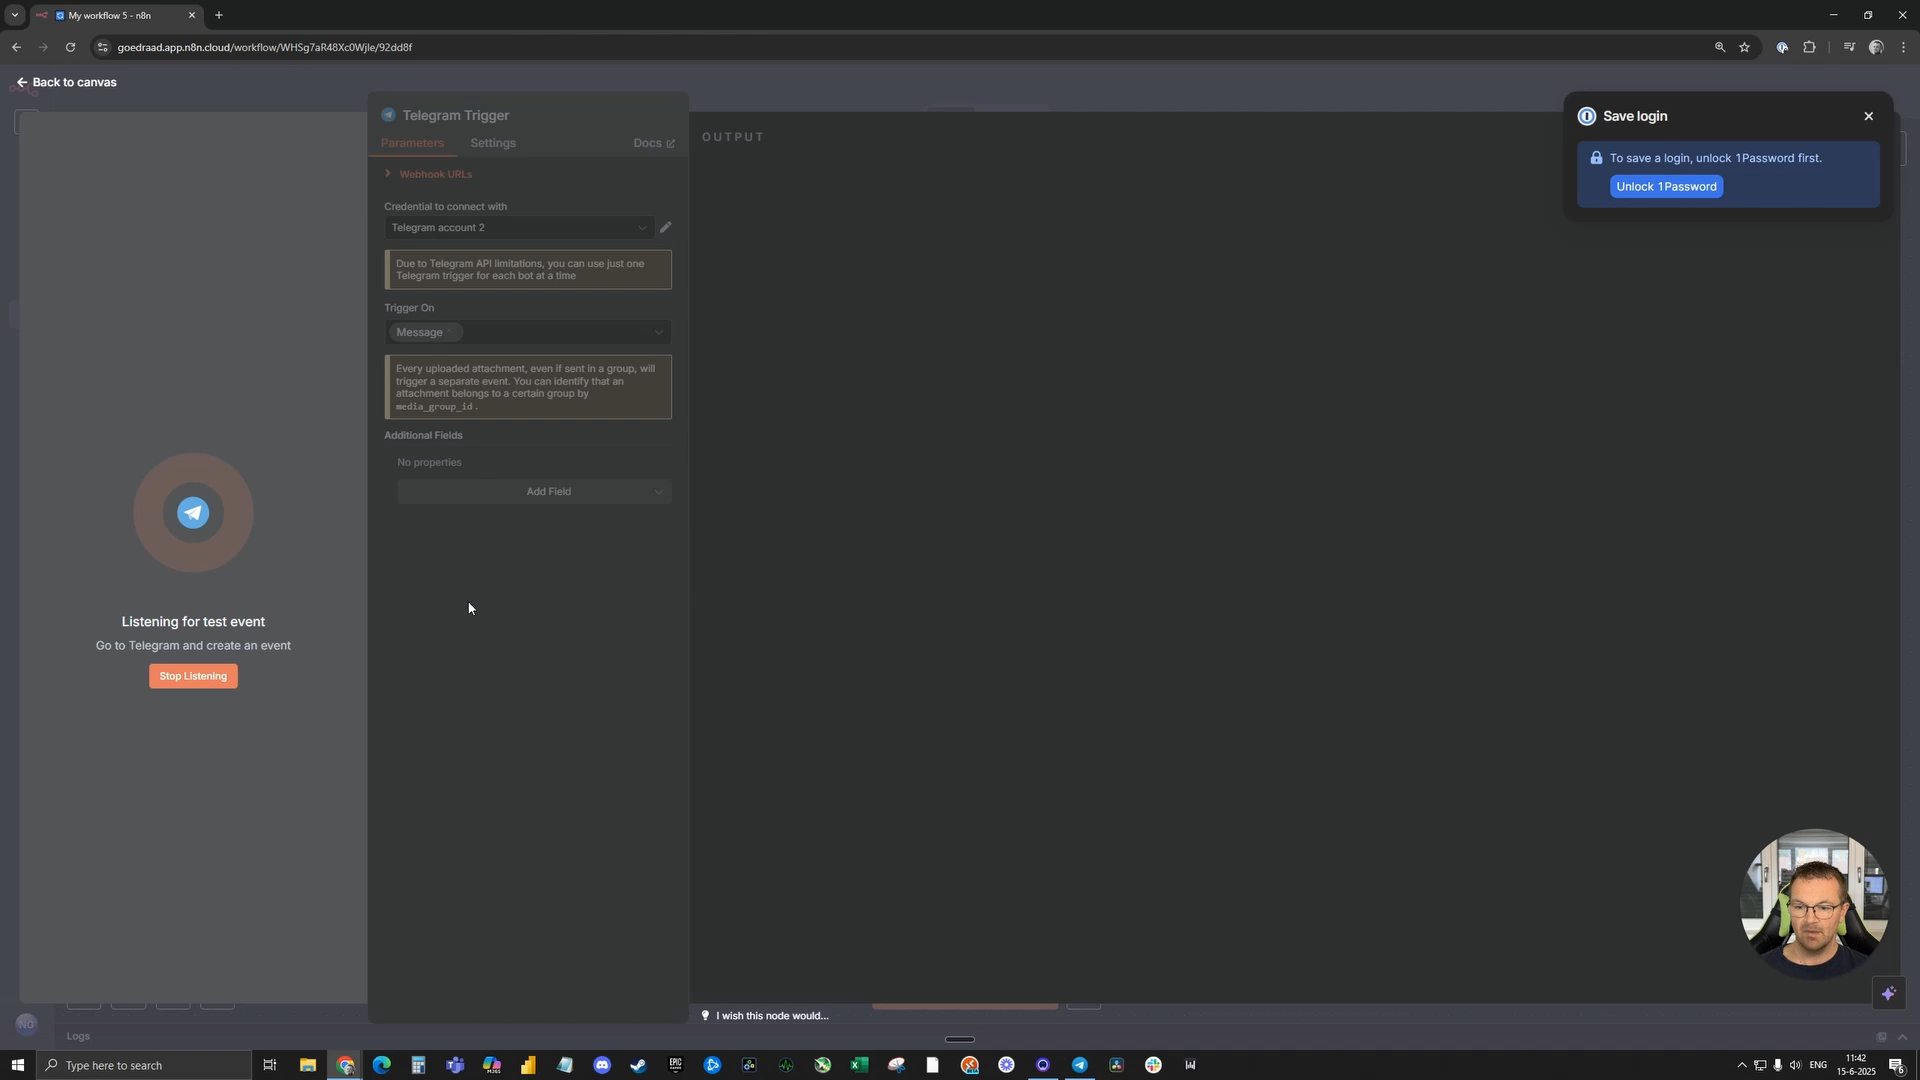 My workflow 5 - n8n
goedraad.app.n8n.cloud/workflow/WHSg7aR48Xc0Wjle/92dd8f
Back to canvas
Telegram Trigger
Parameters
Settings
Docs
Webhook URLs
Credential to connect with
Telegram account 2
Due to Telegram API limitations, you can use just one
Telegram trigger for each bot at a time
Trigger On
Message
Every uploaded attachment, even if sent in a group, will
trigger a separate event. You can identify that an
attachment belongs to a certain group by
media_group_id .
Additional Fields
No properties
Add Field
OUTPUT
Save login
To save a login, unlock 1Password first.
Unlock 1Password
Listening for test event
Go to Telegram and create an event
Stop Listening
I wish this node would...
NG
Logs
Type here to search
ENG
11:42
15-6-2025